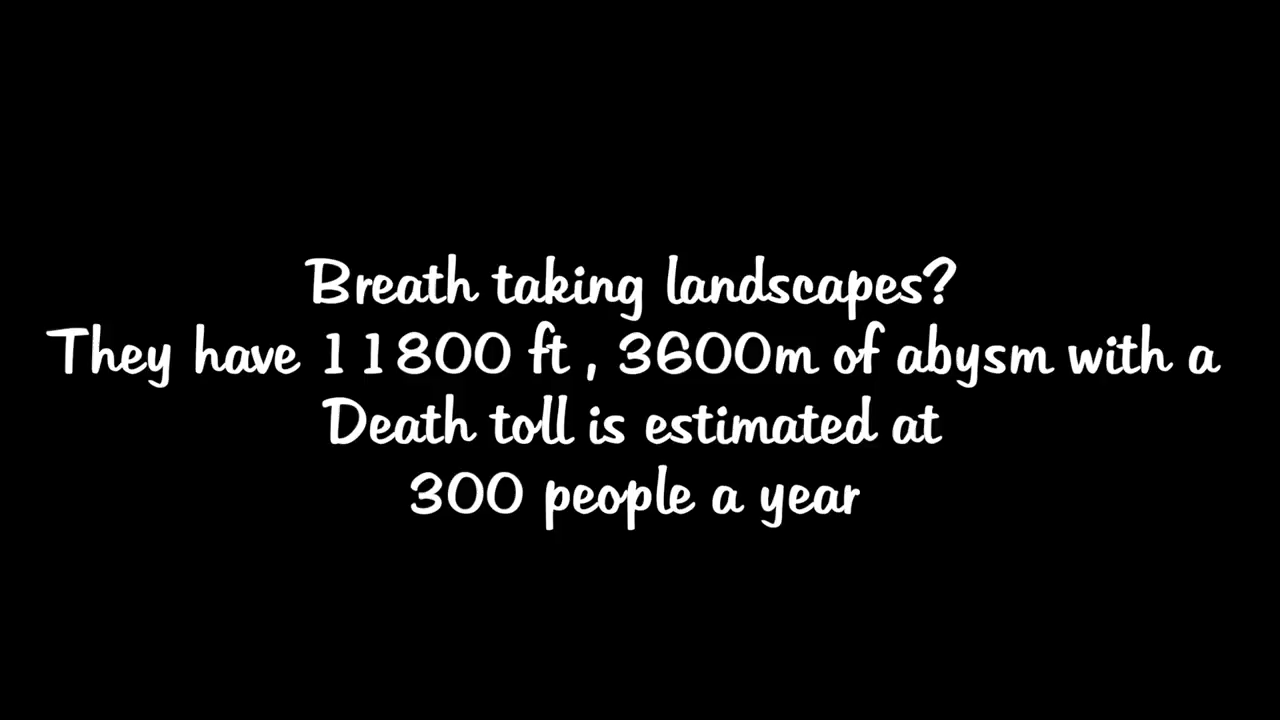 Breath taking landscapes?
They have 11800 ft , 3600m of abysm with a
Death toll is estimated at
300 people a year